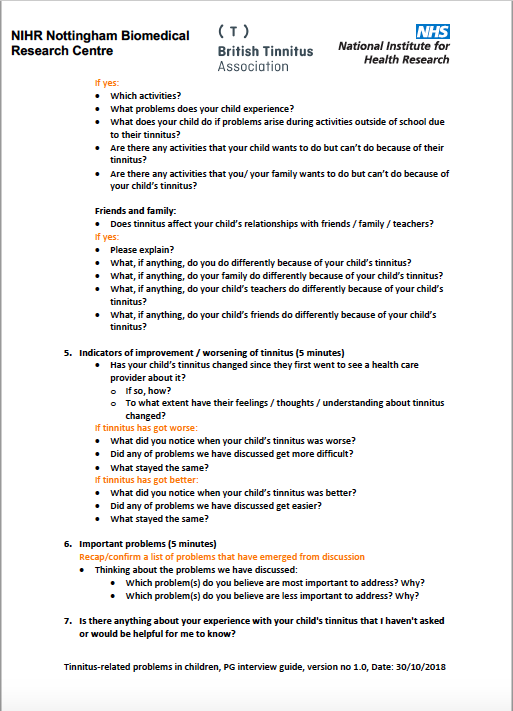 NIHR Nottingham Biomedical
Research Centre
( T )
British Tinnitus
Association
NHS
National Institute for
Health Research
If yes:
• Which activities?
• What problems does your child experience?
• What does your child do if problems arise during activities outside of school due
to their tinnitus?
• Are there any activities that your child wants to do but can't do because of their
tinnitus?
• Are there any activities that you/ your family wants to do but can't do because of
your child's tinnitus?
Friends and family:
• Does tinnitus affect your child's relationships with friends / family / teachers?
If yes:
• Please explain?
• What, if anything, do you do differently because of your child's tinnitus?
• What, if anything, do your family do differently because of your child's tinnitus?
• What, if anything, do your child's teachers do differently because of your child's
tinnitus?
• What, if anything, do your child's friends do differently because of your child's
tinnitus?
5. Indicators of improvement / worsening of tinnitus (5 minutes)
• Has your child's tinnitus changed since they first went to see a health care
provider about it?
o If so, how?
o To what extent have their feelings / thoughts / understanding about tinnitus
changed?
If tinnitus has got worse:
• What did you notice when your child's tinnitus was worse?
• Did any of problems we have discussed get more difficult?
• What stayed the same?
If tinnitus has got better:
• What did you notice when your child's tinnitus was better?
• Did any of problems we have discussed get easier?
• What stayed the same?
6. Important problems (5 minutes)
Recap/confirm a list of problems that have emerged from discussion
• Thinking about the problems we have discussed:
• Which problem(s) do you believe are most important to address? Why?
• Which problem(s) do you believe are less important to address? Why?
7. Is there anything about your experience with your child's tinnitus that I haven't asked
or would be helpful for me to know?
Tinnitus-related problems in children, PG interview guide, version no 1.0, Date: 30/10/2018